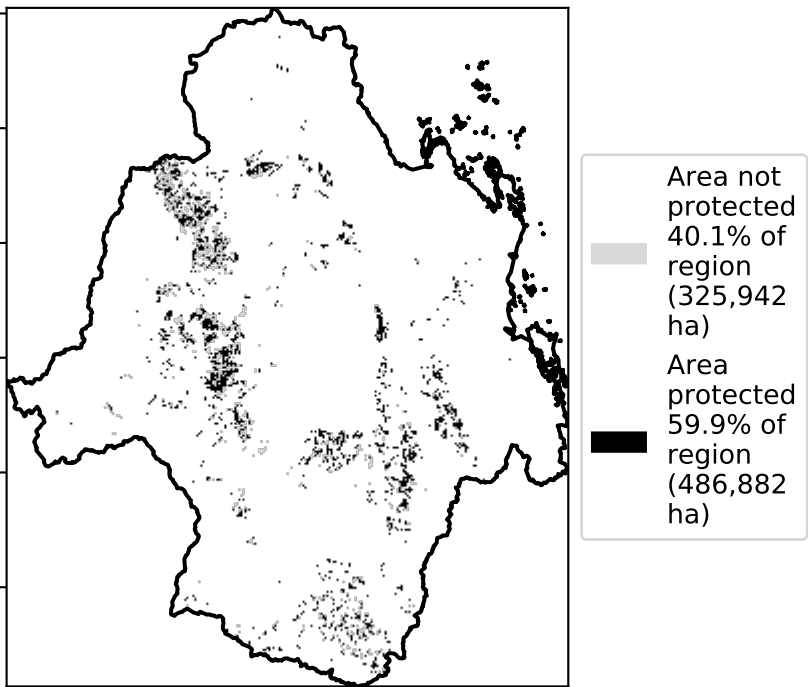 Area not
protected
40.1% of
region
(325,942
ha)
Area
protected
59.9% of
region
(486,882
ha)